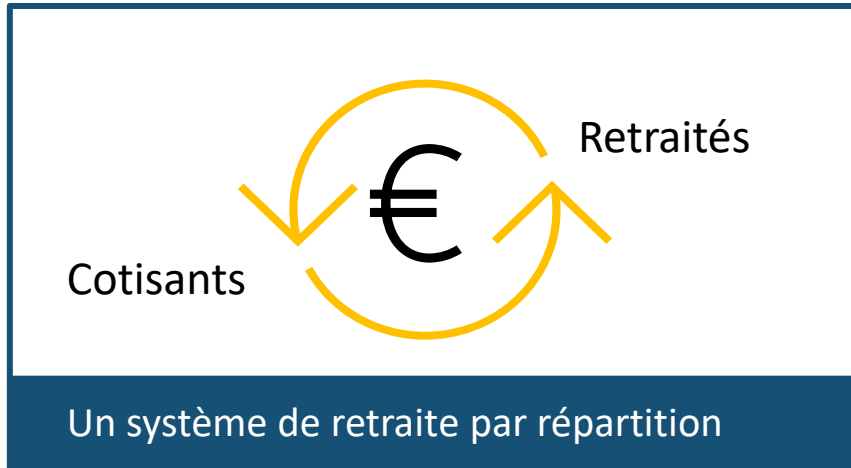 Retraités
€
Cotisants
Un système de retraite par répartition